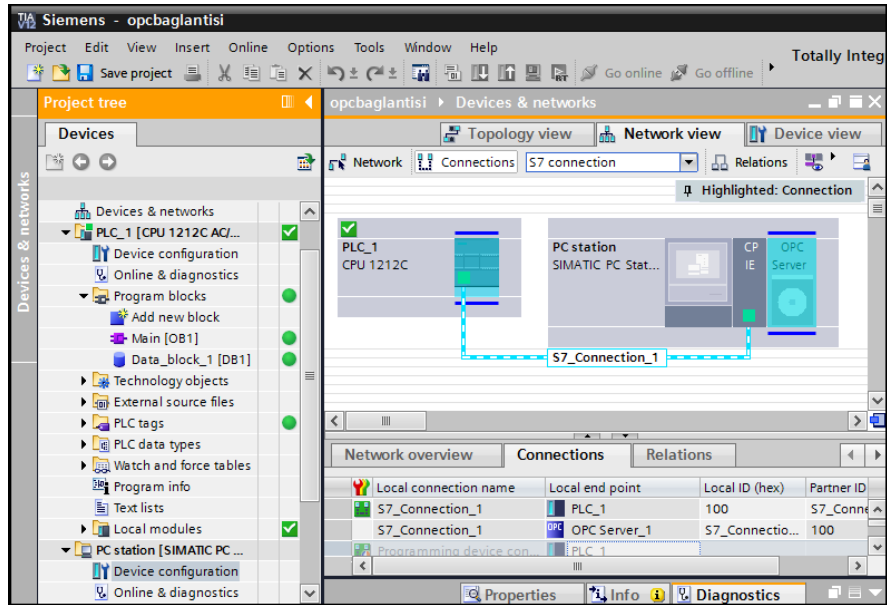 TIA V12 Siemens - opcbaglantisi
Project Edit View Insert Online Options Tools Window Help
Totally Integ
Save project Go online Go offline
Project tree
opcbaglantisi Devices & networks
Devices
Topology view Network view Device view
Network Connections S7 connection Relations
Highlighted: Connection
Devices & networks
Devices & networks
PLC_1 [CPU 1212C AC/...
Device configuration
Online & diagnostics
Program blocks
Add new block
Main [OB1]
Data_block_1 [DB1]
Technology objects
External source files
PLC tags
PLC data types
Watch and force tables
Program info
Text lists
Local modules
PC station [SIMATIC PC ...
Device configuration
Online & diagnostics
PLC_1
CPU 1212C
PC station
SIMATIC PC Stat...
CP
IE
OPC
Server
S7_Connection_1
Network overview Connections Relations
Local connection name Local end point Local ID (hex) Partner ID
S7_Connection_1 PLC_1 100 S7_Conne
S7_Connection_1 OPC OPC Server_1 S7_Connectio... 100
Programming device con... PLC_1
Properties Info Diagnostics